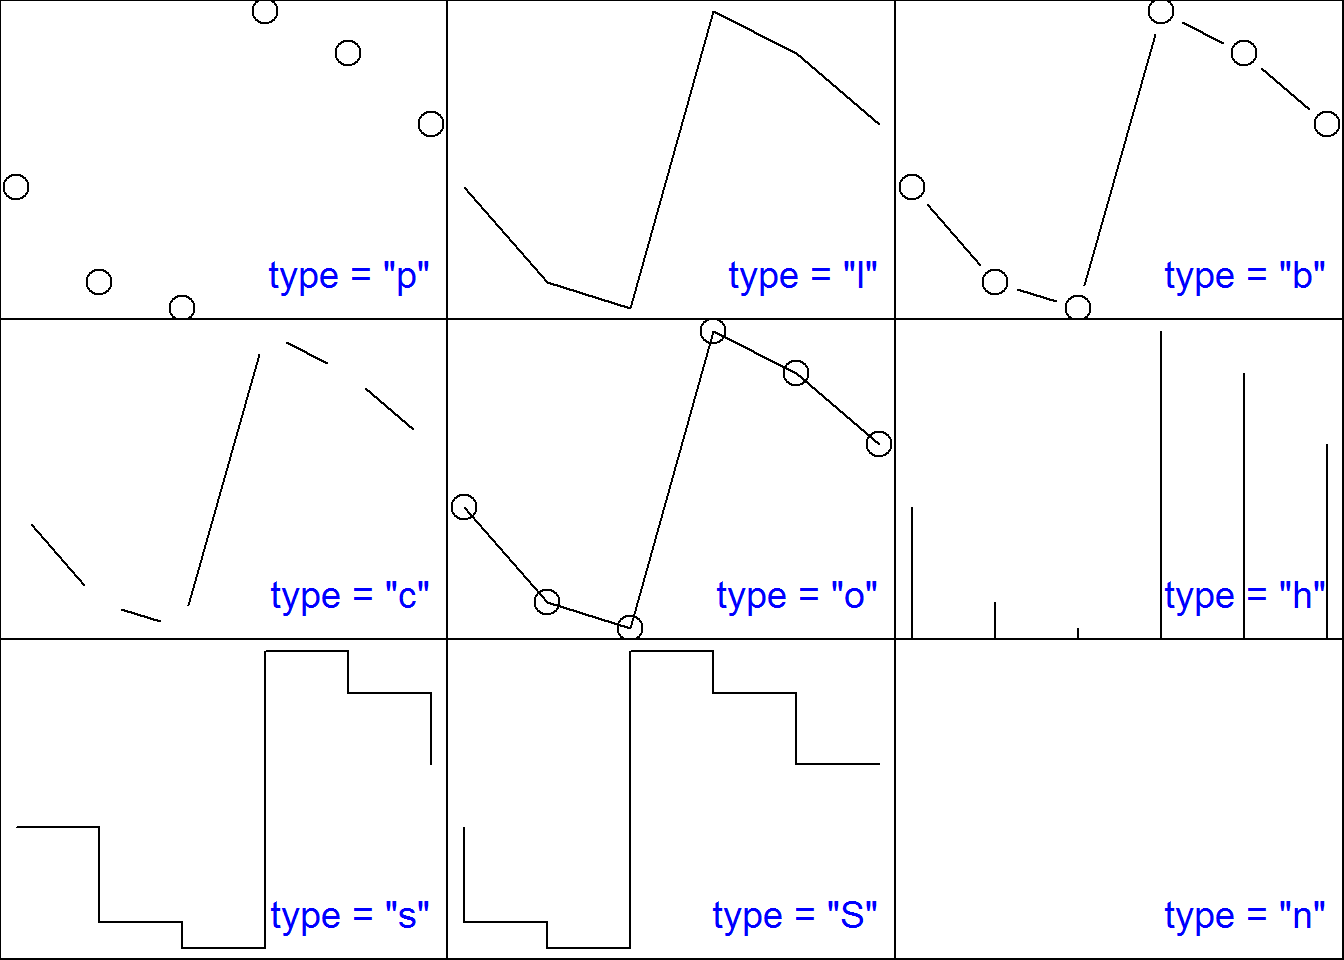 type = "p"
type = "l"
type = "b"
type = "c"
type = "o"
type = "h"
type = "s"
type = "S"
type = "n"